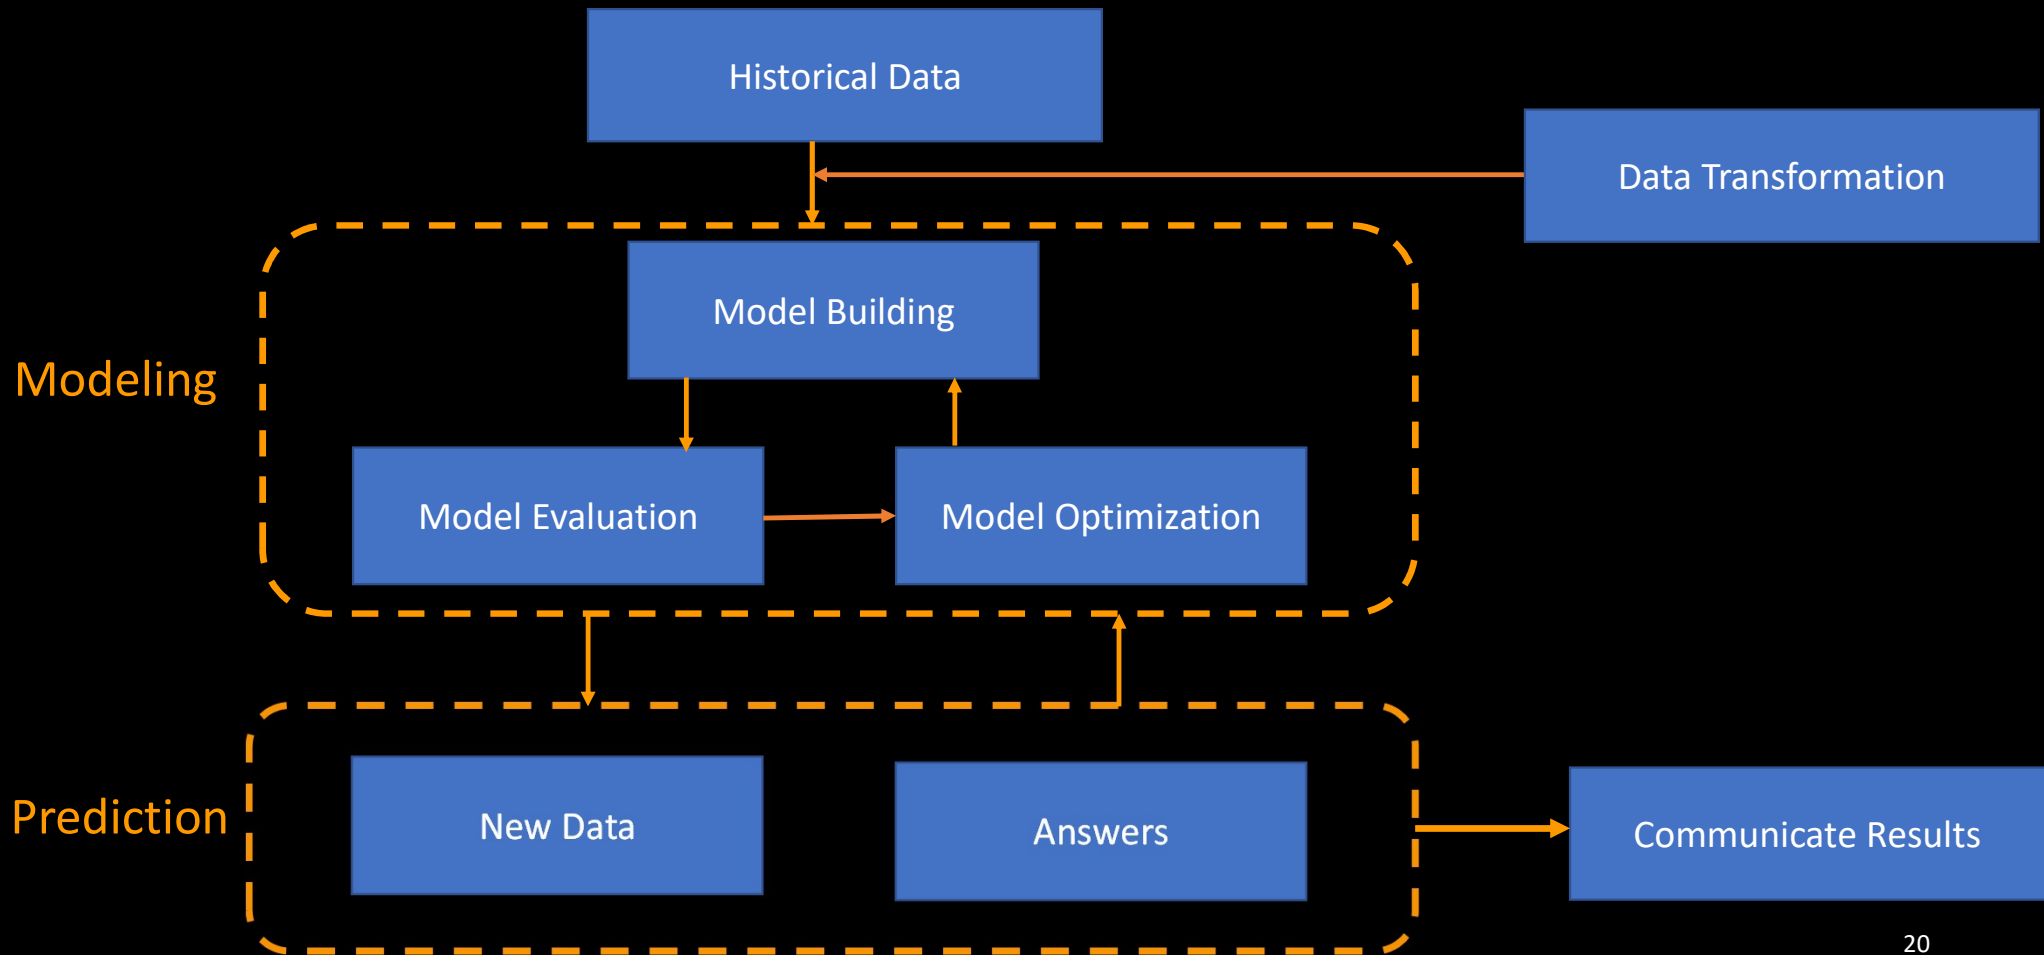 Historical Data
Data Transformation
Model Building
Modeling
Model Evaluation
Model Optimization
Prediction
New Data
Answers
Communicate Results
20